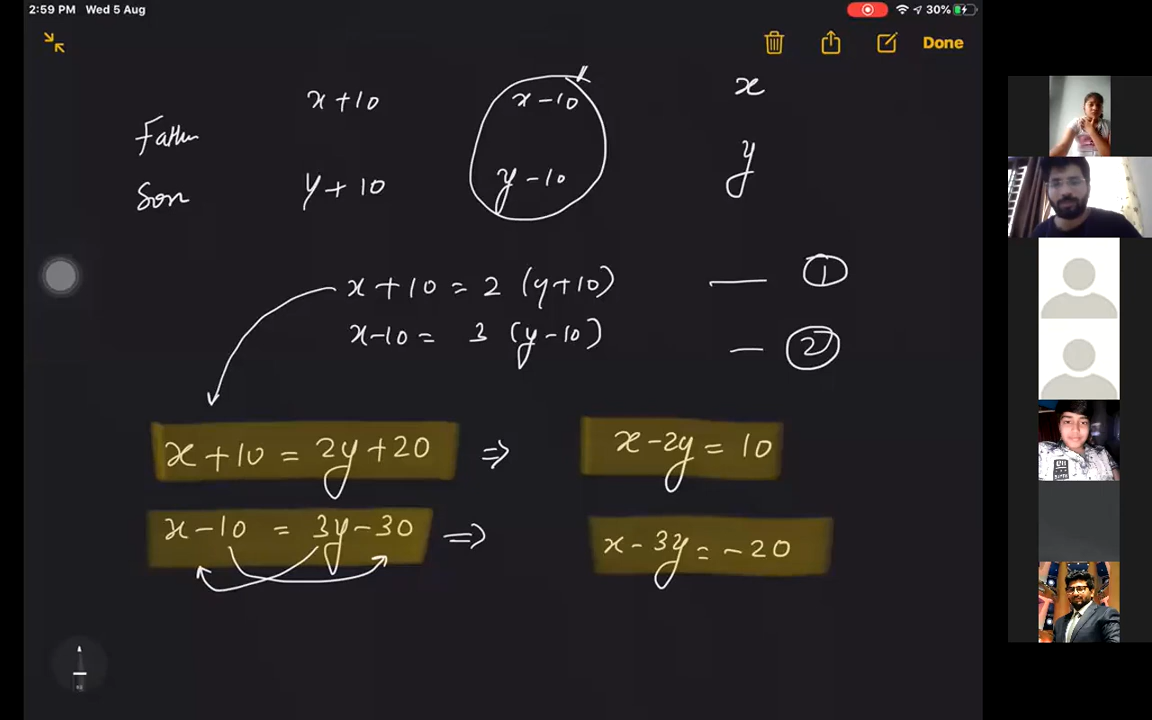 2:59 PM Wed 5 Aug
30%
Done
x+10 x-10 x
Father
y+10 y-10 y
Son
x+10 = 2 (y+10) — ①
x-10 = 3 (y-10) — ②
x+10 = 2y+20 ⇒ x-2y = 10
x-10 = 3y-30 ⇒ x-3y = -20